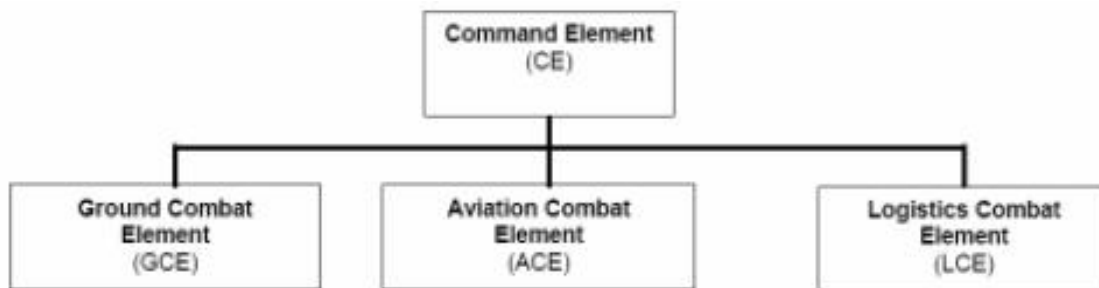 Command Element
(CE)
Ground Combat
Element
(GCE)
Aviation Combat
Element
(ACE)
Logistics Combat
Element
(LCE)